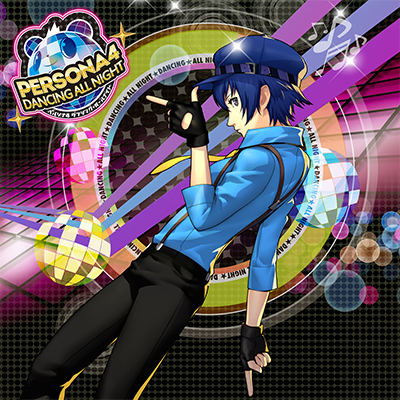 PERSONA4
DANCING ALL NIGHT
ペルソナ4 ダンシング・オールナイト
ALL NIGHT★DANCING★ALL NIGHT
DANCING★ALL NIGHT
DANCING★ALL NIGHT